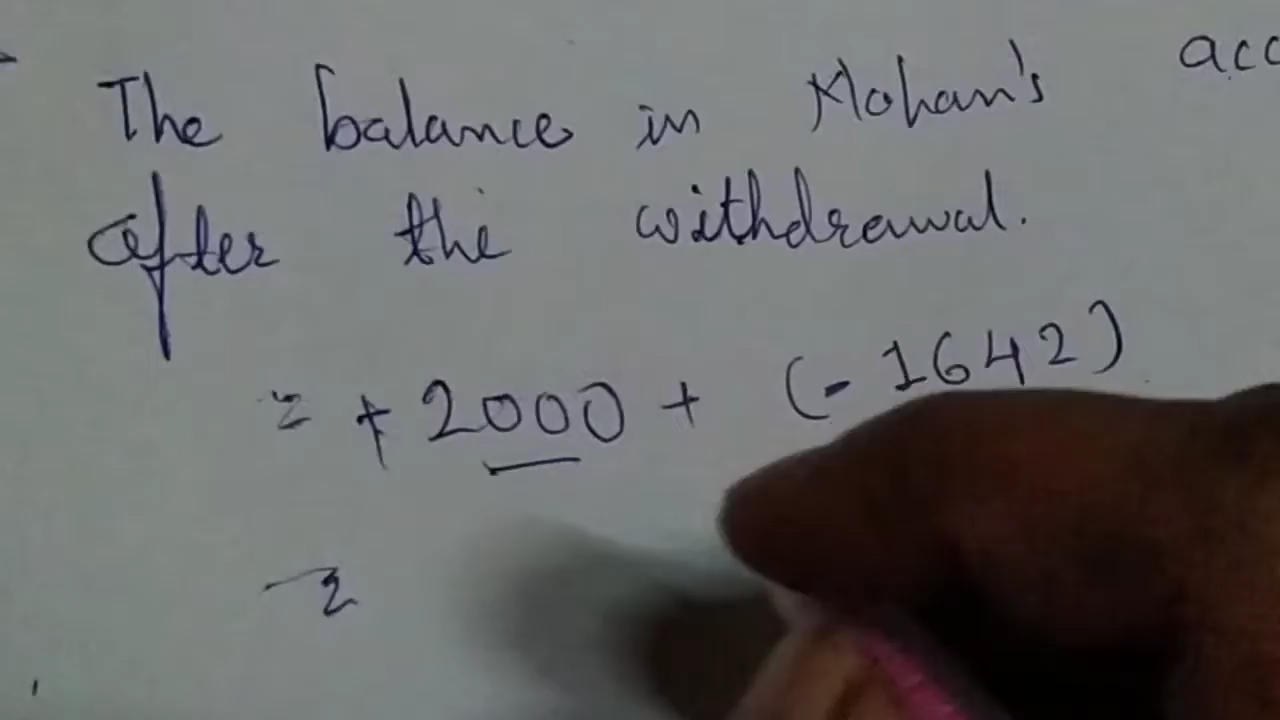 The balance in Mohan's acc
after the withdrawal.
= + 2000 + (- 1642)
=